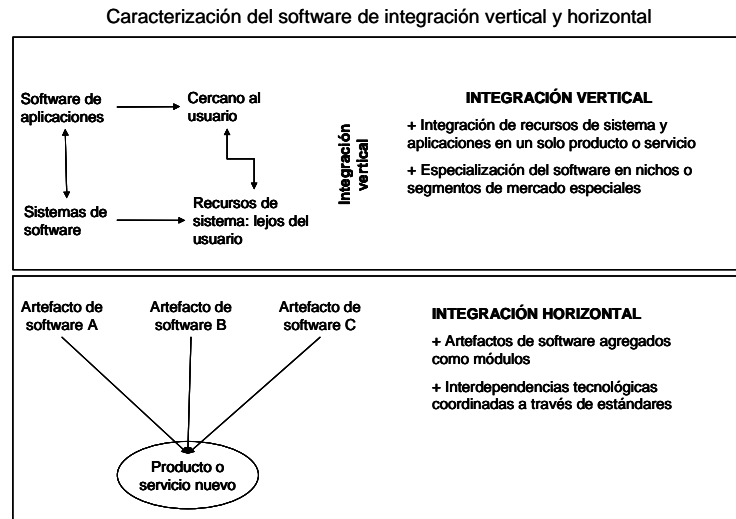 Caracterización del software de integración vertical y horizontal
Software de
aplicaciones
Cercano al
usuario
Sistemas de
software
Recursos de
sistema: lejos del
usuario
Integración
vertical
INTEGRACIÓN VERTICAL
+ Integración de recursos de sistema y
aplicaciones en un solo producto o servicio
+ Especialización del software en nichos o
segmentos de mercado especiales
Artefacto de
software A
Artefacto de
software B
Artefacto de
software C
Producto o
servicio nuevo
INTEGRACIÓN HORIZONTAL
+ Artefactos de software agregados
como módulos
+ Interdependencias tecnológicas
coordinadas a través de estándares